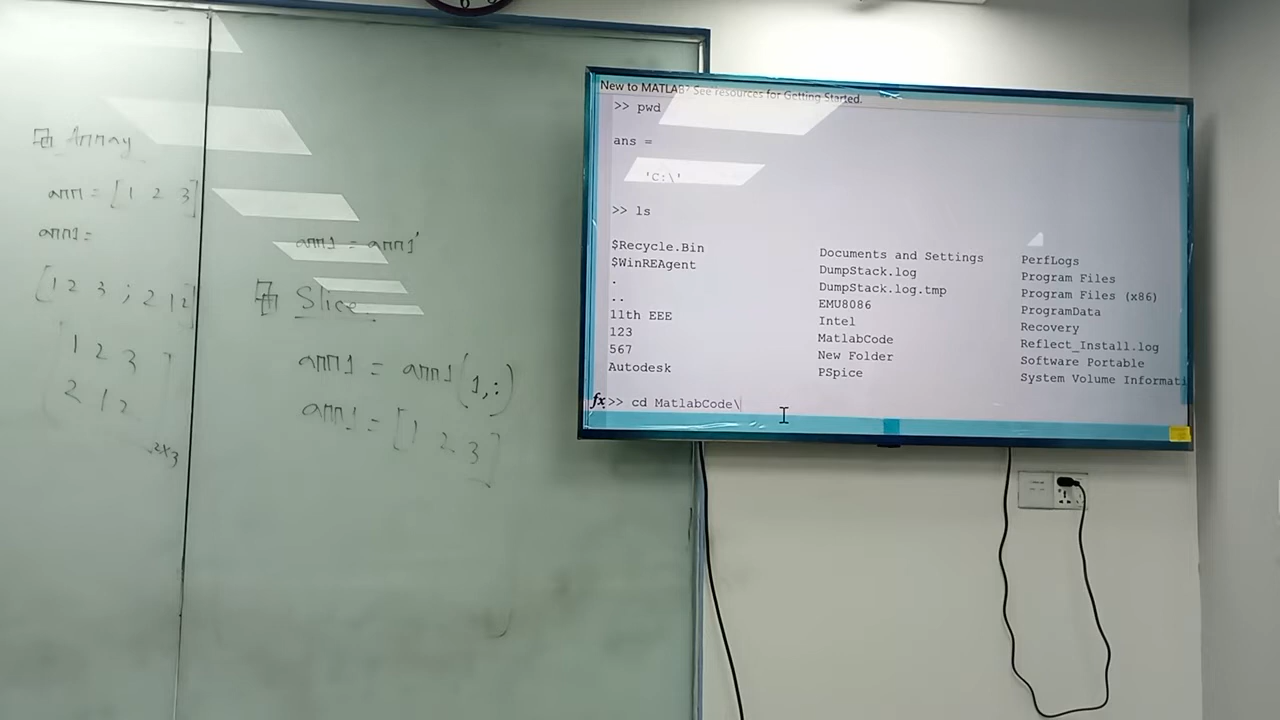 Array
arr = [1 2 3]
arr1 =
[1 2 3 ; 2 1 2]
1 2 3
2 1 2
2x3
arr1 = arr1'
Slice
arr1 = arr1(1,:)
arr1 = [1 2 3]
New to MATLAB? See resources for Getting Started.
>> pwd
ans =
'C:\'
>> ls
$Recycle.Bin Documents and Settings PerfLogs
$WinREAgent DumpStack.log Program Files
. DumpStack.log.tmp Program Files (x86)
.. EMU8086 ProgramData
11th EEE Intel Recovery
123 MatlabCode Reflect_Install.log
567 New Folder Software Portable
Autodesk PSpice System Volume Informati
fx >> cd MatlabCode\